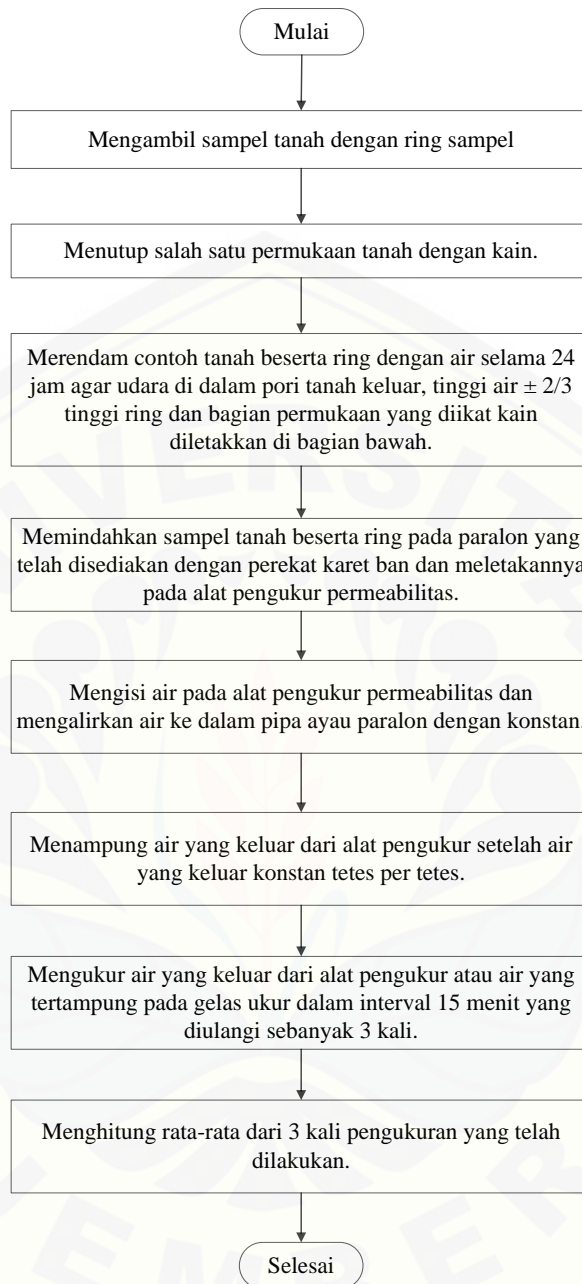 Mulai
Mengambil sampel tanah dengan ring sampel
Menutup salah satu permukaan tanah dengan kain.
Merendam contoh tanah beserta ring dengan air selama 24
jam agar udara di dalam pori tanah keluar, tinggi air ± 2/3
tinggi ring dan bagian permukaan yang diikat kain
diletakkan di bagian bawah.
Memindahkan sampel tanah beserta ring pada paralon yang
telah disediakan dengan perekat karet ban dan meletakannya
pada alat pengukur permeabilitas.
Mengisi air pada alat pengukur permeabilitas dan
mengalirkan air ke dalam pipa ayau paralon dengan konstan.
Menampung air yang keluar dari alat pengukur setelah air
yang keluar konstan tetes per tetes.
Mengukur air yang keluar dari alat pengukur atau air yang
tertampung pada gelas ukur dalam interval 15 menit yang
diulangi sebanyak 3 kali.
Menghitung rata-rata dari 3 kali pengukuran yang telah
dilakukan.
Selesai